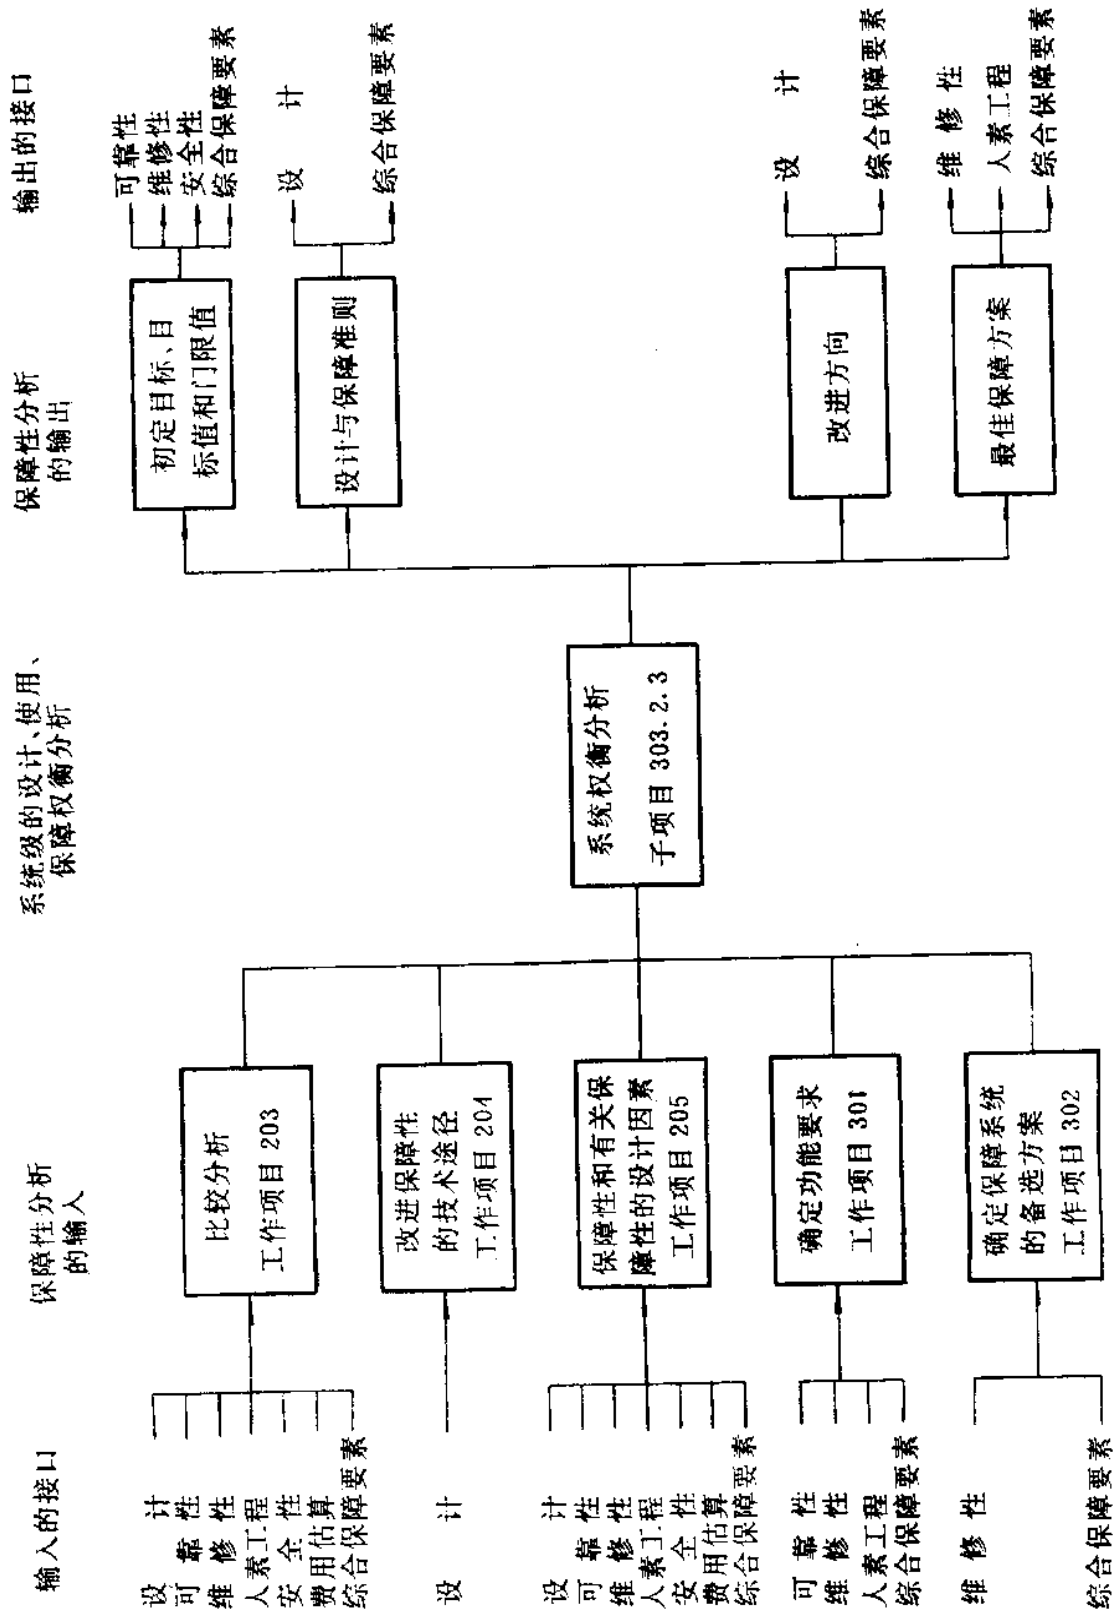 输入的接口
保障性分析
的输入
系统级的设计、使用、
保障权衡分析
保障性分析
的输出
输出的接口
设计
可靠性
维修性
人素工程
安全性
费用估算
综合保障要素
比较分析
工作项目 203
设计
改进保障性
的技术途径
工作项目 204
设计
可靠性
维修性
人素工程
安全性
费用估算
综合保障要素
保障性和有关保
障性的设计因素
工作项目 205
可靠性
维修性
人素工程
综合保障要素
确定功能要求
工作项目 301
维修性
综合保障要素
确定保障系统
的备选方案
工作项目 302
系统权衡分析
子项目 303.2.3
初定目标、目
标值和门限值
可靠性
维修性
安全性
综合保障要素
设计与保障准则
设计
综合保障要素
改进方向
设计
综合保障要素
最佳保障方案
维修性
人素工程
综合保障要素